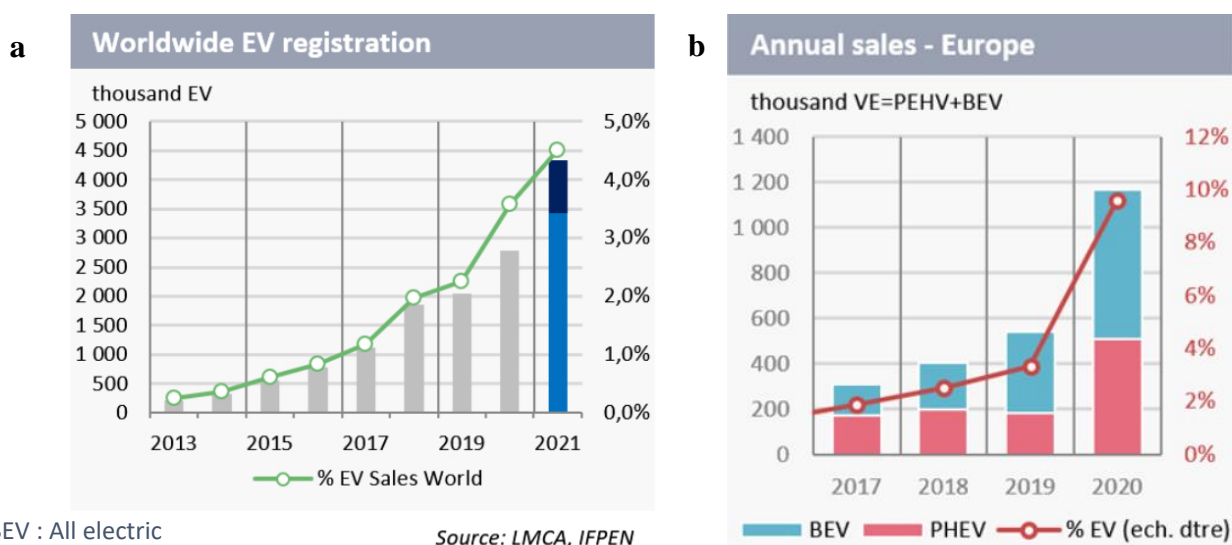 a
Worldwide EV registration
thousand EV
5 000
4 500
4 000
3 500
3 000
2 500
2 000
1 500
1 000
500
0
5,0%
4,0%
3,0%
2,0%
1,0%
0,0%
2013 2015 2017 2019 2021
% EV Sales World
BEV : All electric
Source: LMCA, IFPEN
b
Annual sales - Europe
thousand VE=PEHV+BEV
1 400
1 200
1 000
800
600
400
200
0
12%
10%
8%
6%
4%
2%
0%
2017 2018 2019 2020
BEV PHEV % EV (ech. dtre)